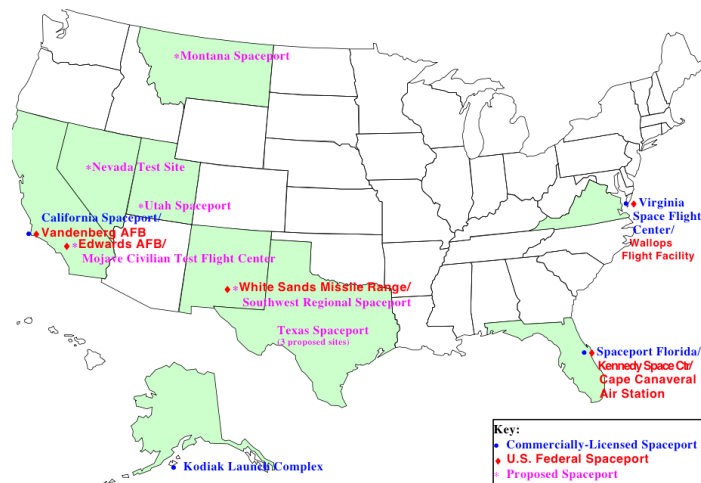 *Montana Spaceport
*Nevada Test Site
*Utah Spaceport
California Spaceport/
Vandenberg AFB
Edwards AFB/
*Mojave Civilian Test Flight Center
*White Sands Missile Range/
Southwest Regional Spaceport
Texas Spaceport
(3 proposed sites)
Virginia
Space Flight
Center/
Wallops
Flight Facility
Spaceport Florida/
Kennedy Space Ctr/
Cape Canaveral
Air Station
Kodiak Launch Complex
Key:
Commercially-Licensed Spaceport
U.S. Federal Spaceport
* Proposed Spaceport